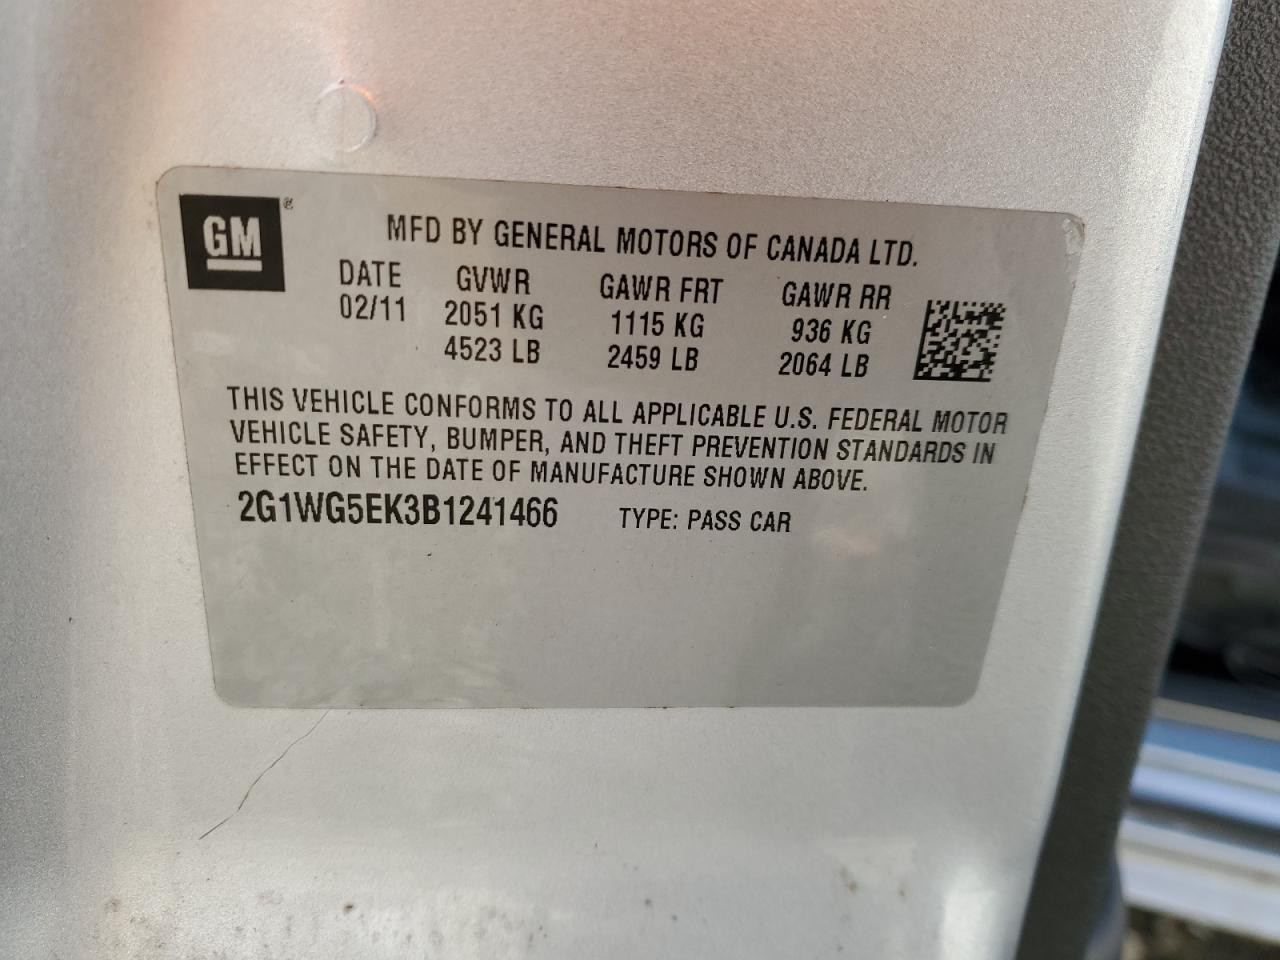 GM ®
MFD BY GENERAL MOTORS OF CANADA LTD.
DATE GVWR GAWR FRT GAWR RR
02/11 2051 KG 1115 KG 936 KG
4523 LB 2459 LB 2064 LB
THIS VEHICLE CONFORMS TO ALL APPLICABLE U.S. FEDERAL MOTOR
VEHICLE SAFETY, BUMPER, AND THEFT PREVENTION STANDARDS IN
EFFECT ON THE DATE OF MANUFACTURE SHOWN ABOVE.
2G1WG5EK3B1241466 TYPE: PASS CAR